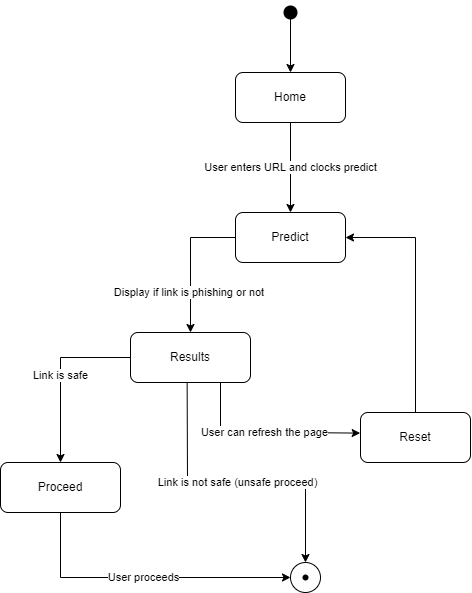 Home
User enters URL and clocks predict
Predict
Display if link is phishing or not
Results
Link is safe
User can refresh the page
Reset
Proceed
Link is not safe (unsafe proceed)
User proceeds